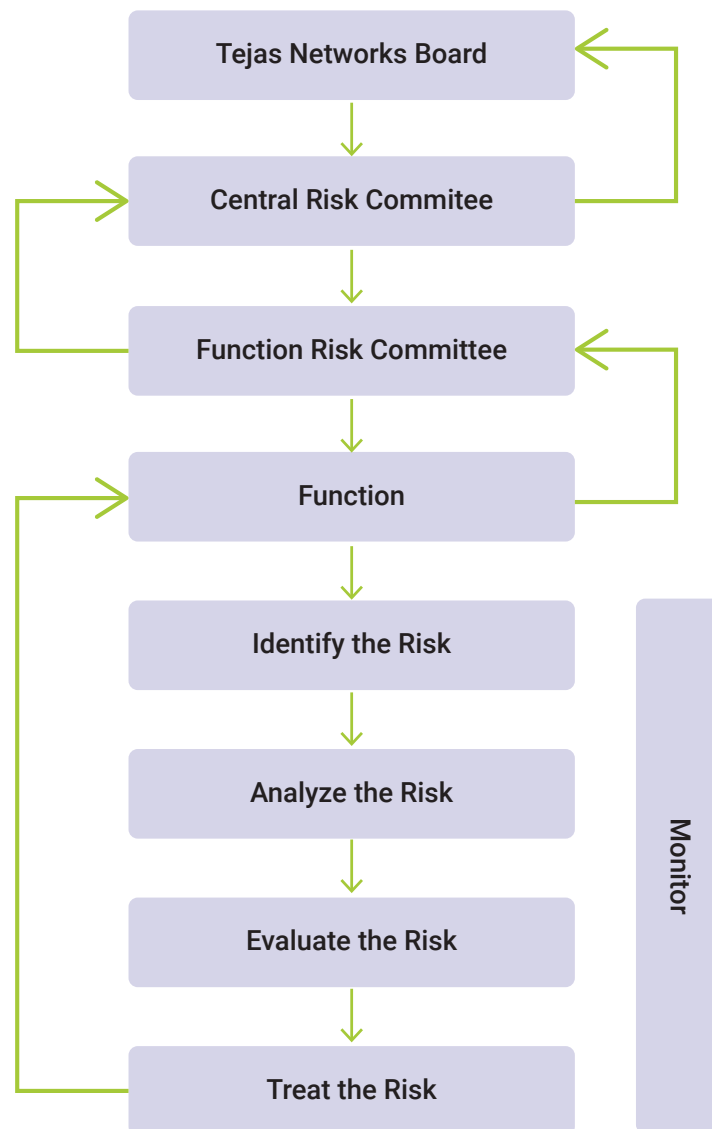 Tejas Networks Board
Central Risk Commitee
Function Risk Committee
Function
Identify the Risk
Analyze the Risk
Evaluate the Risk
Treat the Risk
Monitor